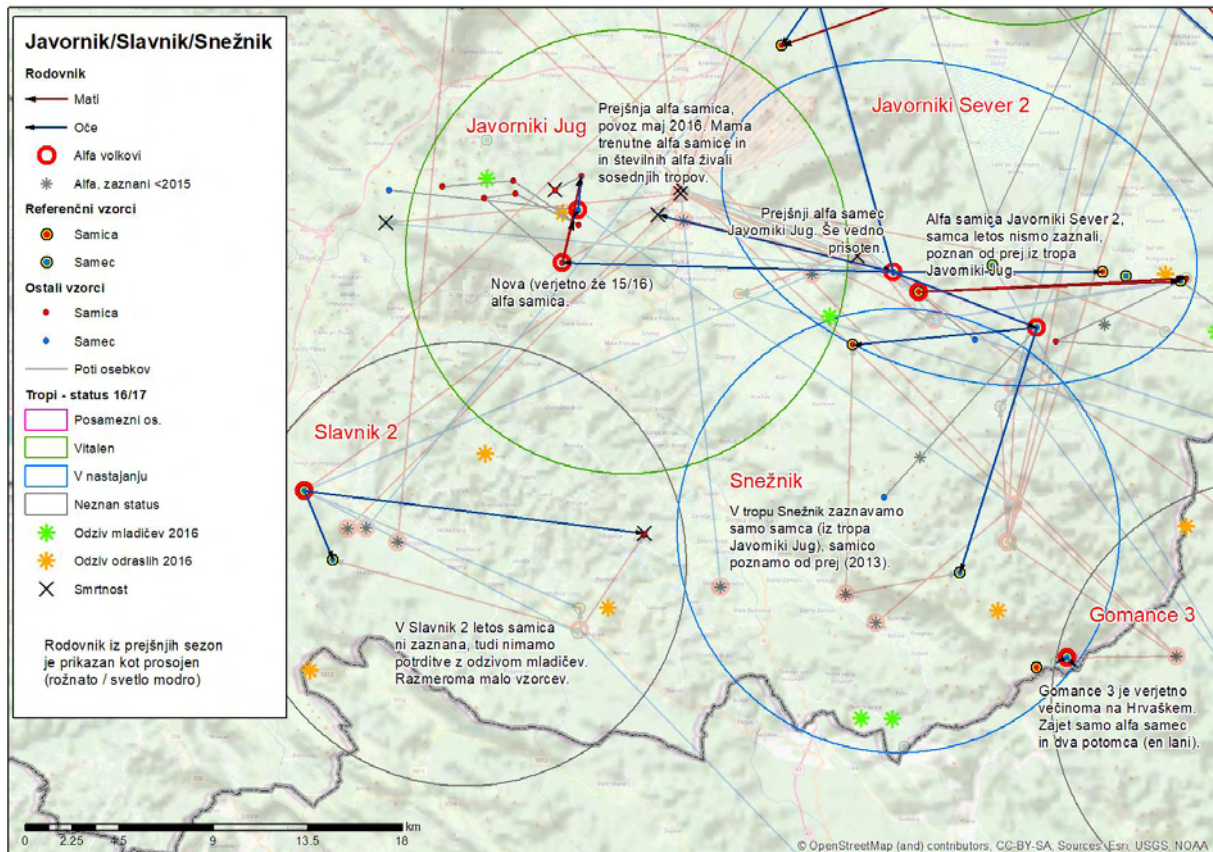 Javornik/Slavnik/Snežnik
Rodovnik
Mati
Oče
Alfa volkovi
Alfa, zaznani <2015
Referenčni vzorci
Samica
Samec
Ostali vzorci
Samica
Samec
Poti osebkov
Tropi - status 16/17
Posamezni os.
Vitalen
V nastajanju
Neznan status
Odziv mladičev 2016
Odziv odraslih 2016
Smrtnost
Rodovnik iz prejšnjih sezon
je prikazan kot prosojen
(rožnato / svetlo modro)
Javorniki Jug
Prejšnja alfa samica,
povoz maj 2016. Mama
trenutne alfa samice in
in številnih alfa živali
sosednjih tropov.
Javorniki Sever 2
Prejšnji alfa samec
Javorniki Jug. Še vedno
prisoten.
Alfa samica Javorniki Sever 2,
samca letos nismo zaznali,
poznan od prej iz tropa
Javorniki Jug.
Nova (verjetno že 15/16)
alfa samica.
Slavnik 2
Snežnik
V tropu Snežnik zaznavamo
samo samca (iz tropa
Javorniki Jug), samico
poznamo od prej (2013).
V Slavnik 2 letos samica
ni zaznana, tudi nimamo
potrditve z odzivom mladičev.
Razmeroma malo vzorcev.
Gomance 3
Gomance 3 je verjetno
večinoma na Hrvaškem.
Zajet samo alfa samec
in dva potomca (en lani).
km
0 2.25 4.5 9 13.5 18
© OpenStreetMap (and) contributors, CC-BY-SA, Sources: Esri, USGS, NOAA